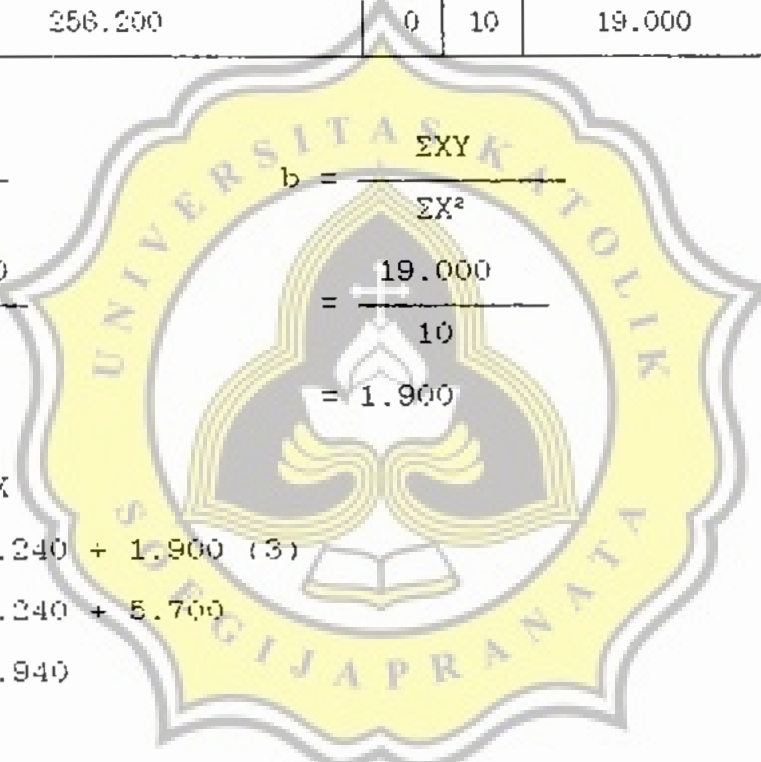 256.200 0 10 19.000
b = ΣXY
ΣX²
= 19.000
10
= 1.900
X
.240 + 1.900 (3)
.240 + 5.700
.940
UNIVERSITAS KATOLIK
SOEGIJAPRANATA